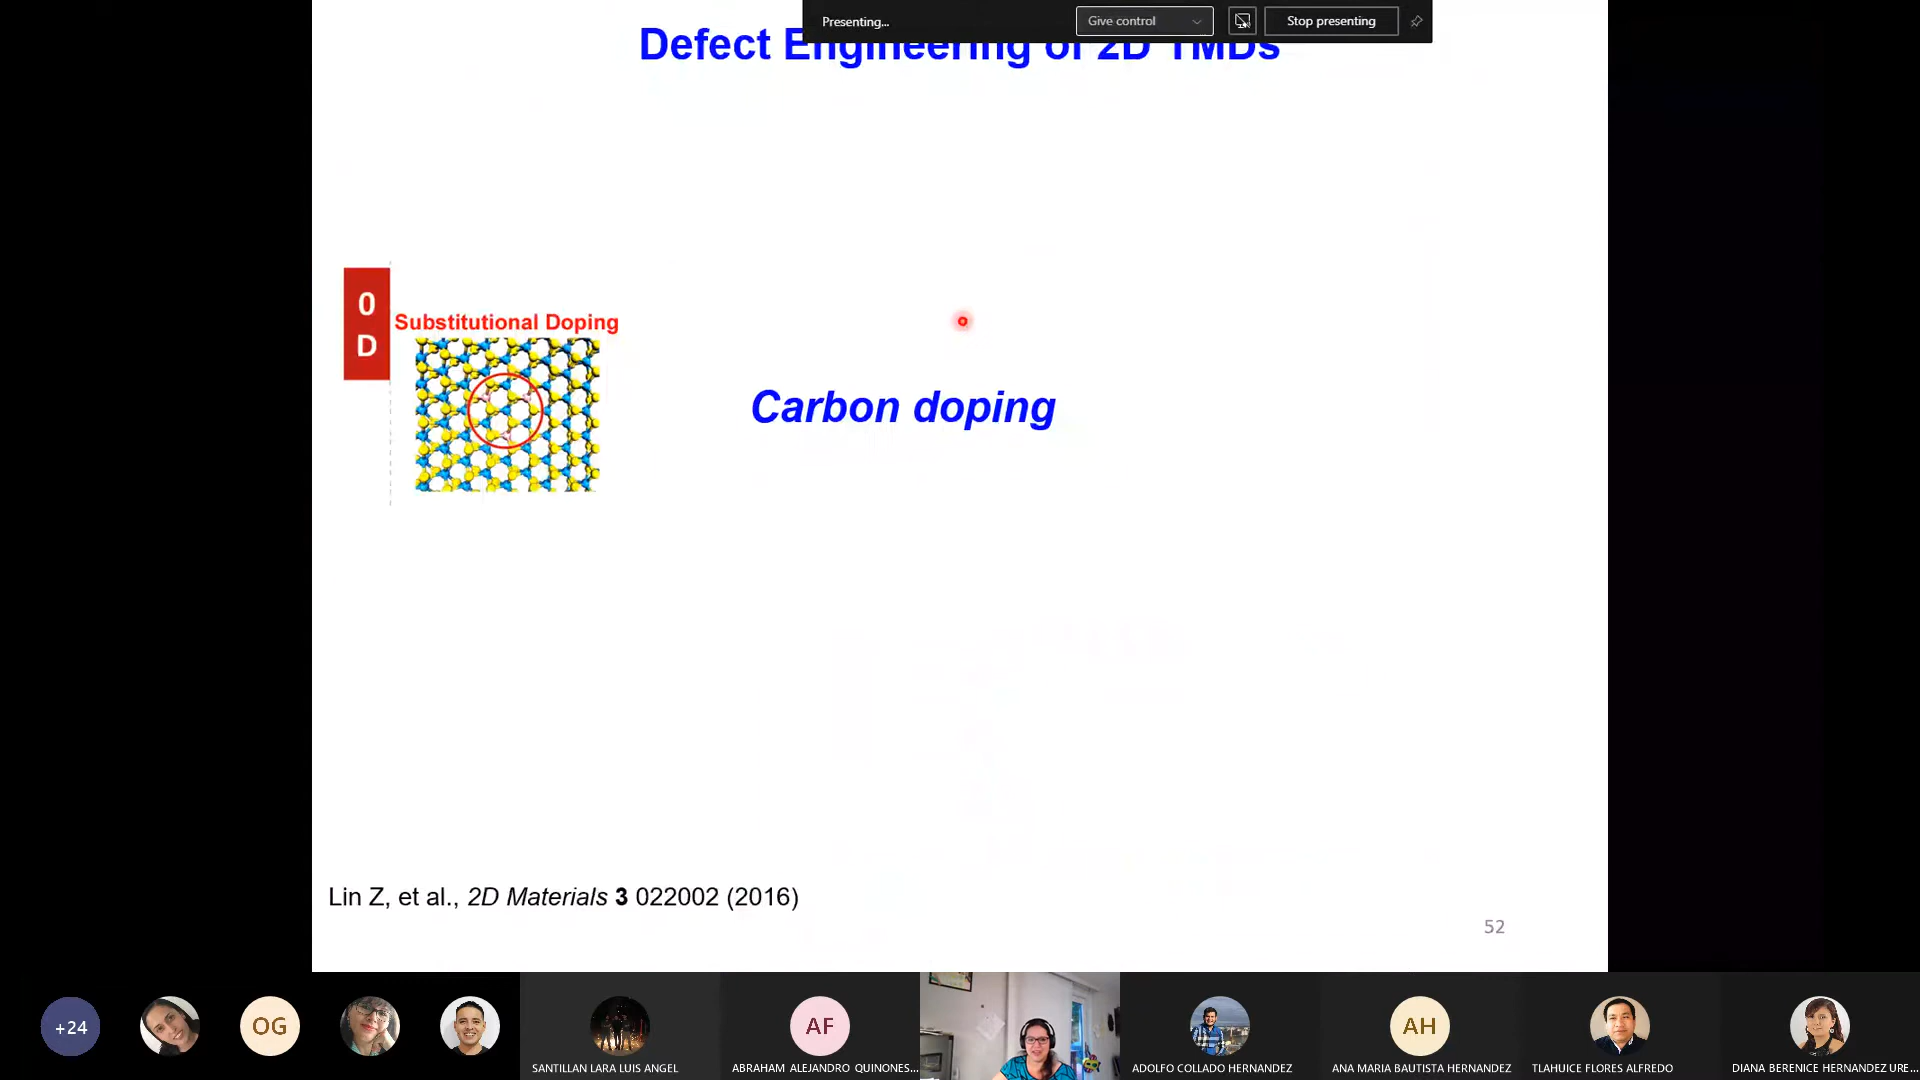 Presenting...
Give control
Stop presenting
Defect Engineering of 2D TMDs
0
D
Substitutional Doping
Carbon doping
Lin Z, et al., 2D Materials 3 022002 (2016)
52
+24
OG
AF
AH
SANTILLAN LARA LUIS ANGEL
ABRAHAM ALEJANDRO QUINONES...
ADOLFO COLLADO HERNANDEZ
ANA MARIA BAUTISTA HERNANDEZ
TLAHUICE FLORES ALFREDO
DIANA BERENICE HERNANDEZ URE...